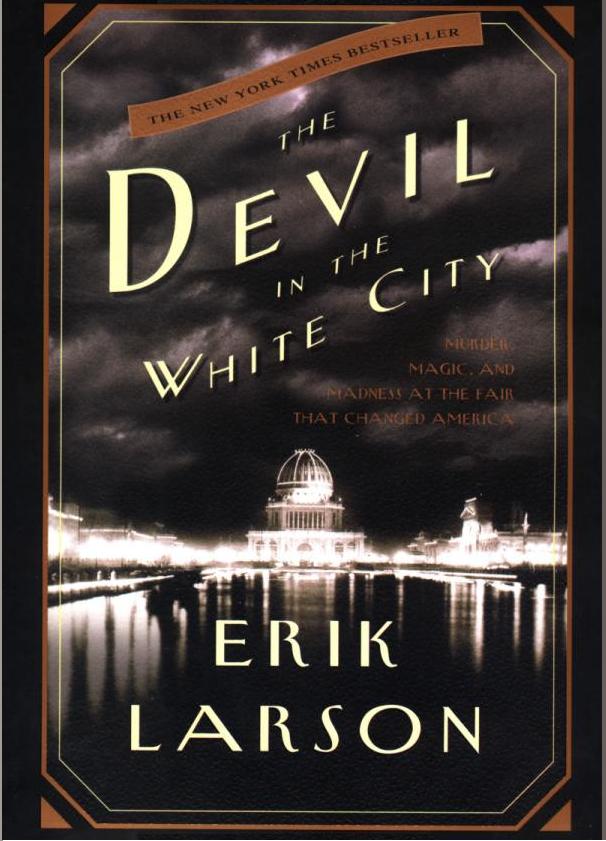 THE NEW YORK TIMES BESTSELLER
THE
DEVIL
IN THE
WHITE CITY
MURDER,
MAGIC, AND
MADNESS AT THE FAIR
THAT CHANGED AMERICA
ERIK
LARSON